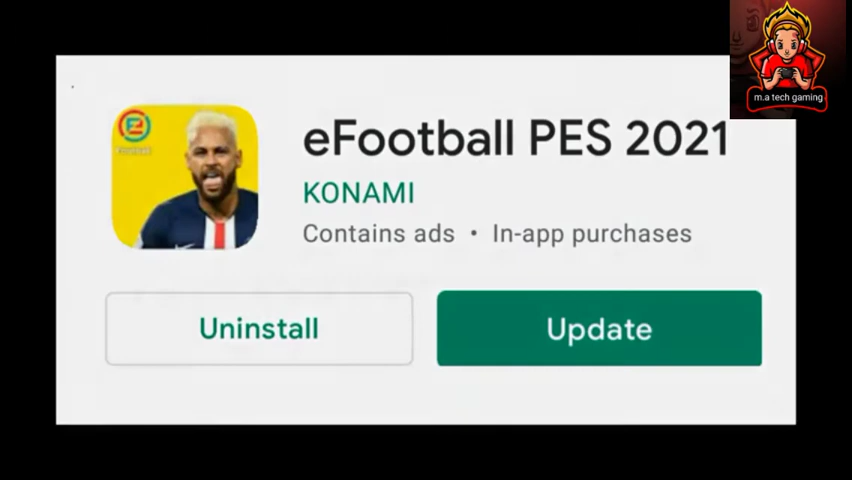 m.a tech gaming
eFootball PES 2021
KONAMI
Contains ads • In-app purchases
Uninstall
Update